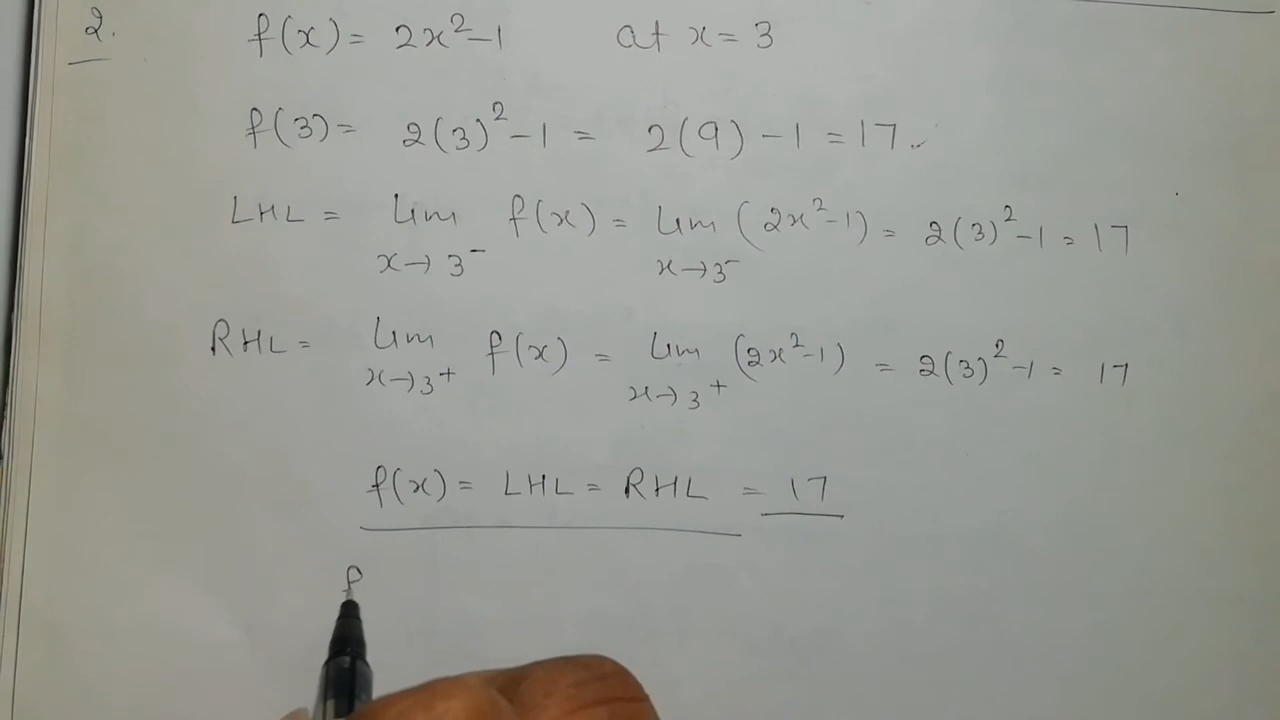 2. f(x) = 2x²-1 at x = 3
f(3) = 2(3)² - 1 = 2(9) - 1 = 17
LHL = lim f(x) = lim (2x²-1) = 2(3)²-1 = 17
x→3⁻ x→3⁻
RHL = lim f(x) = lim (2x²-1) = 2(3)²-1 = 17
x→3⁺ x→3⁺
f(x) = LHL = RHL = 17
f